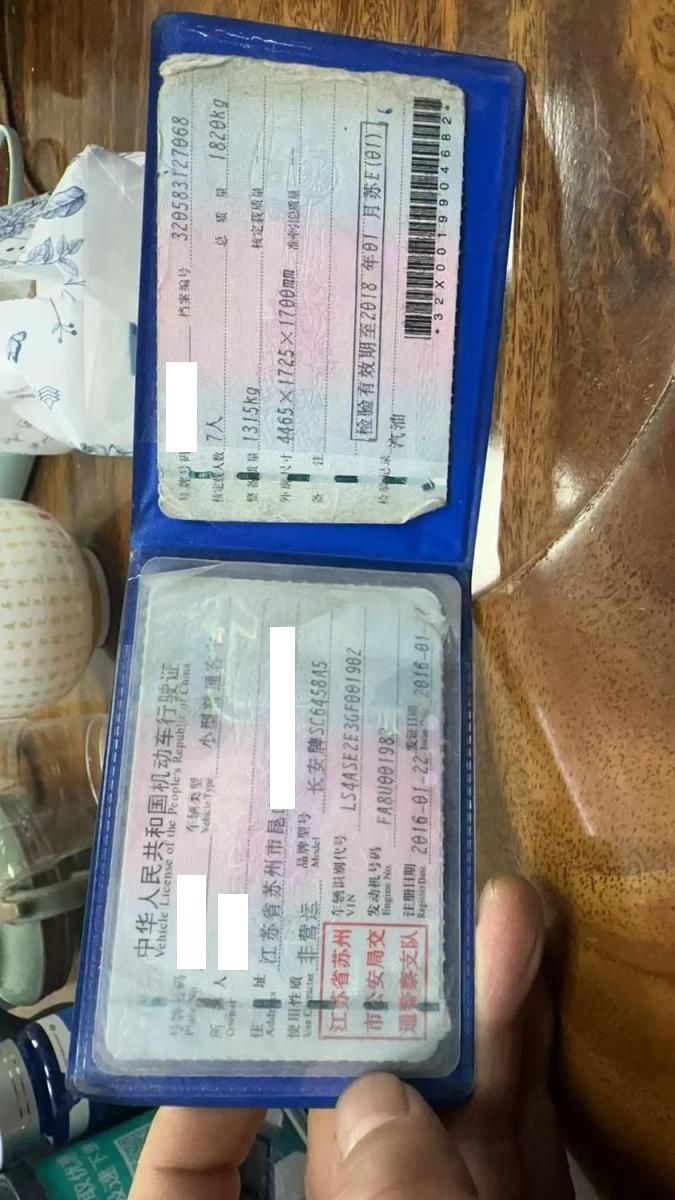 中华人民共和国机动车行驶证
Vehicle License of the People's Republic of China
号牌号码
Plate No.
车辆类型 小型普通客车
Vehicle Type
所有人
Owner
住址 江苏省苏州市昆
Address
使用性质 非营运
Use Character
品牌型号 长安牌SC6458A5
Model
江苏省苏州
市公安局交
通警察支队
车辆识别代号 LS4ASE2E3GF001902
VIN
发动机号码
Engine No.
注册日期 2016-01-22
Register Date
发证日期 2016-01
Issue Date
号牌号码
档案编号 320583127068
核定载人数 7人
总质量 1820kg
整备质量 1315kg
核定载质量
外廓尺寸 4465×1725×1700mm
准牵引总质量 --
备注
检验有效期至2018年01月苏E(01)
检验记录
汽油
*32X0019904682*